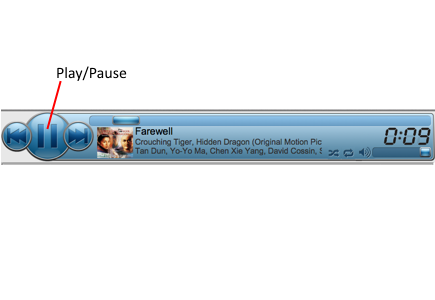 Play/Pause
Farewell
Crouching Tiger, Hidden Dragon (Original Motion Pic
Tan Dun, Yo-Yo Ma, Chen Xie Yang, David Cossin, S
0:09